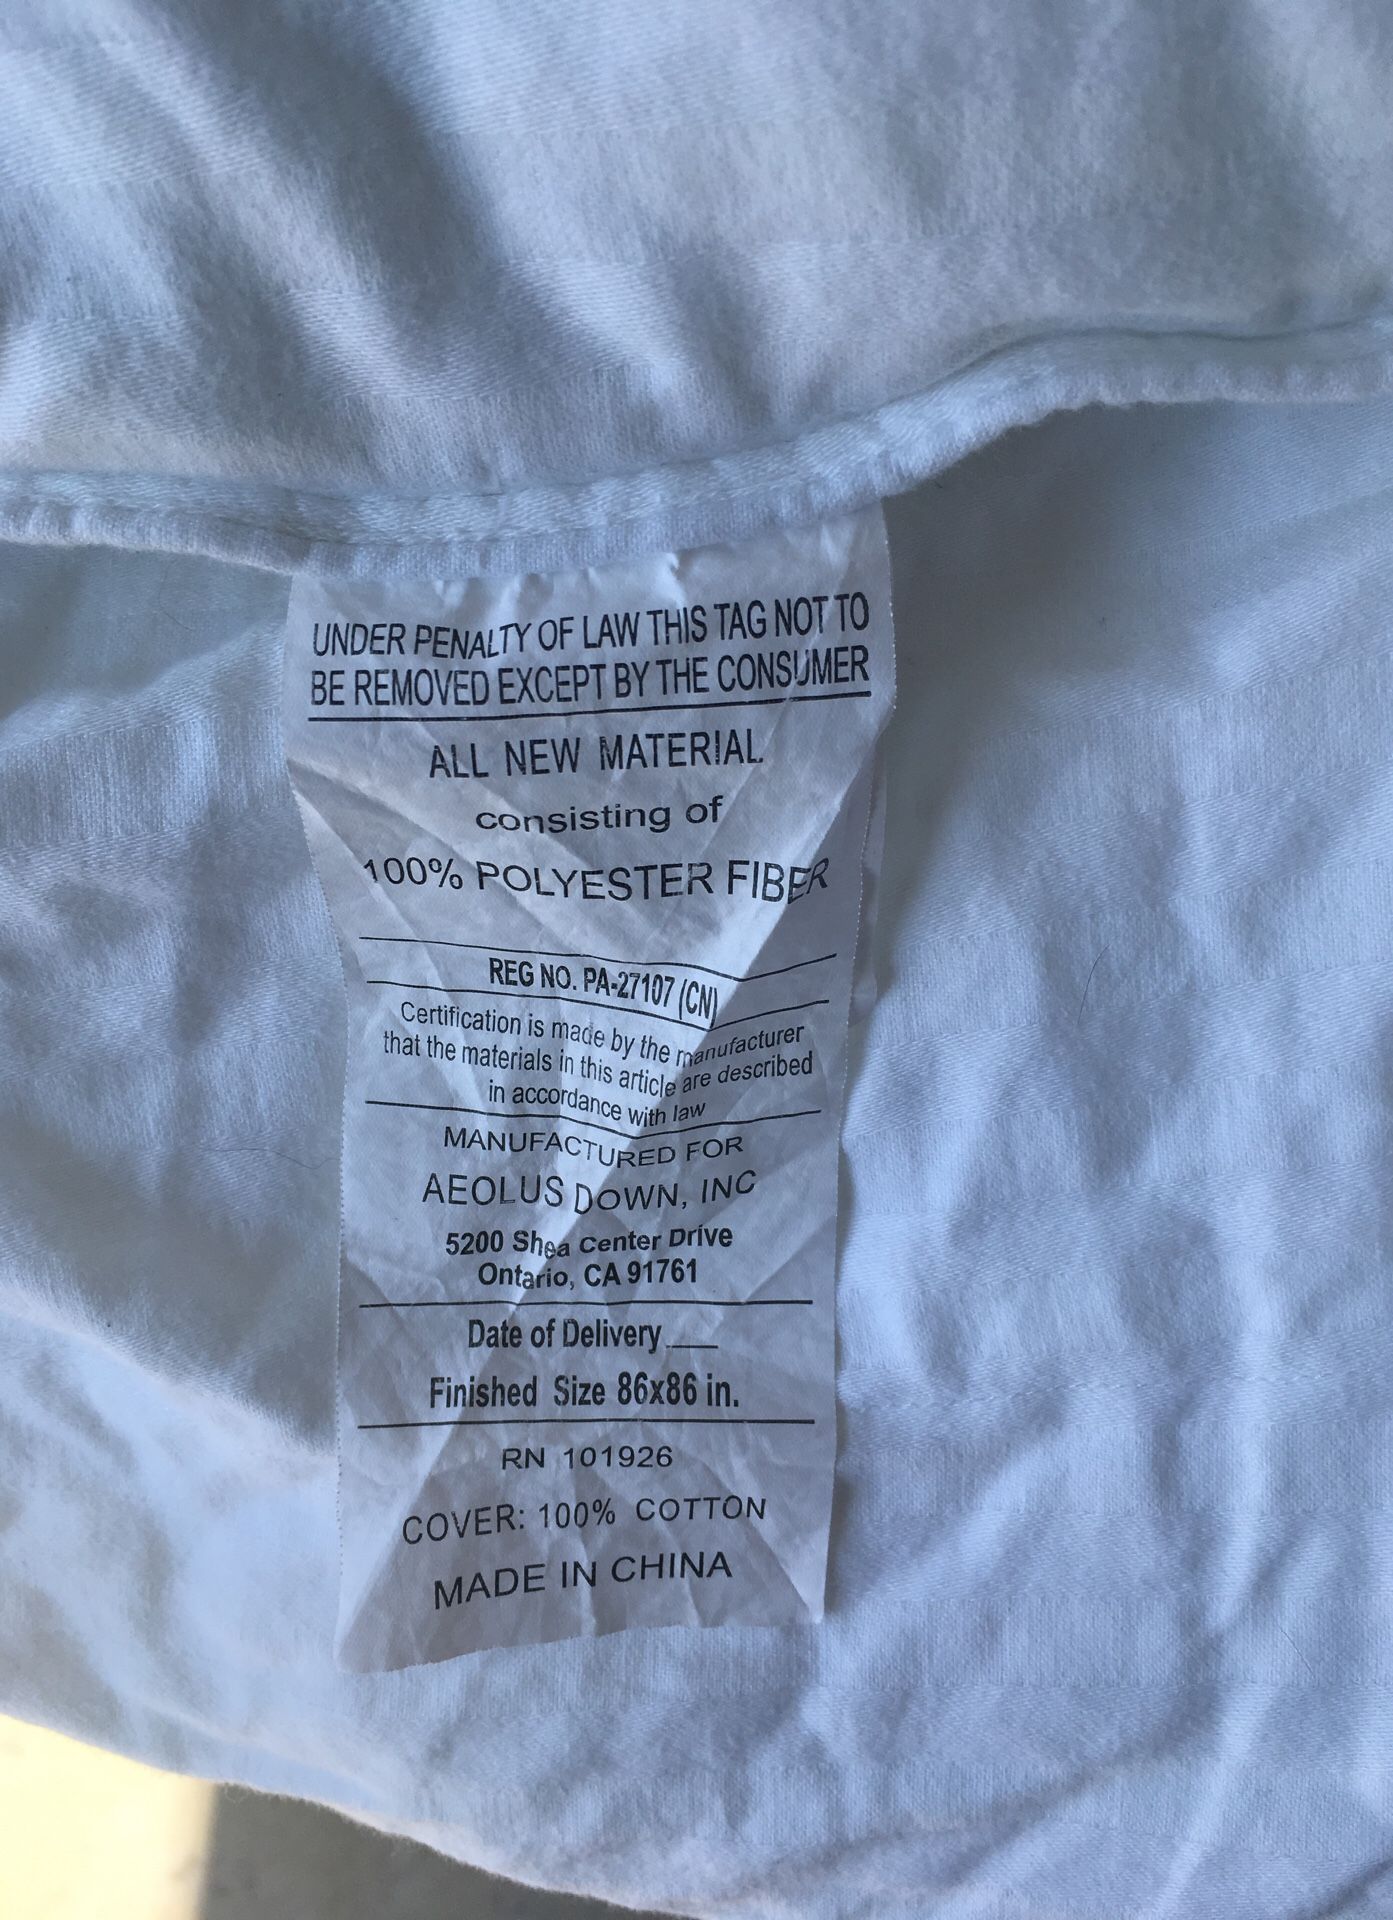 UNDER PENALTY OF LAW THIS TAG NOT TO
BE REMOVED EXCEPT BY THE CONSUMER
ALL NEW MATERIAL
consisting of
100% POLYESTER FIBER
REG NO. PA-27107 (CN)
Certification is made by the manufacturer
that the materials in this article are described
in accordance with law
MANUFACTURED FOR
AEOLUS DOWN, INC
5200 Shea Center Drive
Ontario, CA 91761
Date of Delivery ___
Finished Size 86x86 in.
RN 101926
COVER: 100% COTTON
MADE IN CHINA